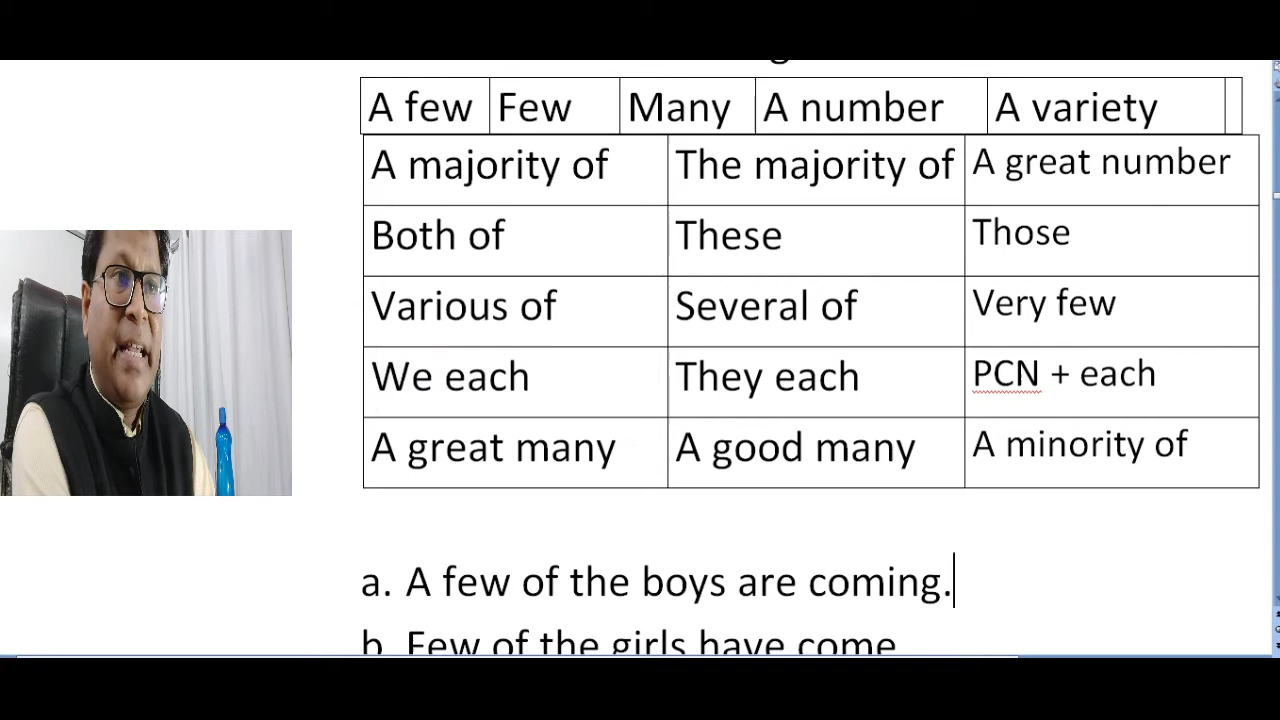 A few Few Many A number A variety
A majority of The majority of A great number
Both of These Those
Various of Several of Very few
We each They each PCN + each
A great many A good many A minority of
a. A few of the boys are coming.
b Few of the girls have come